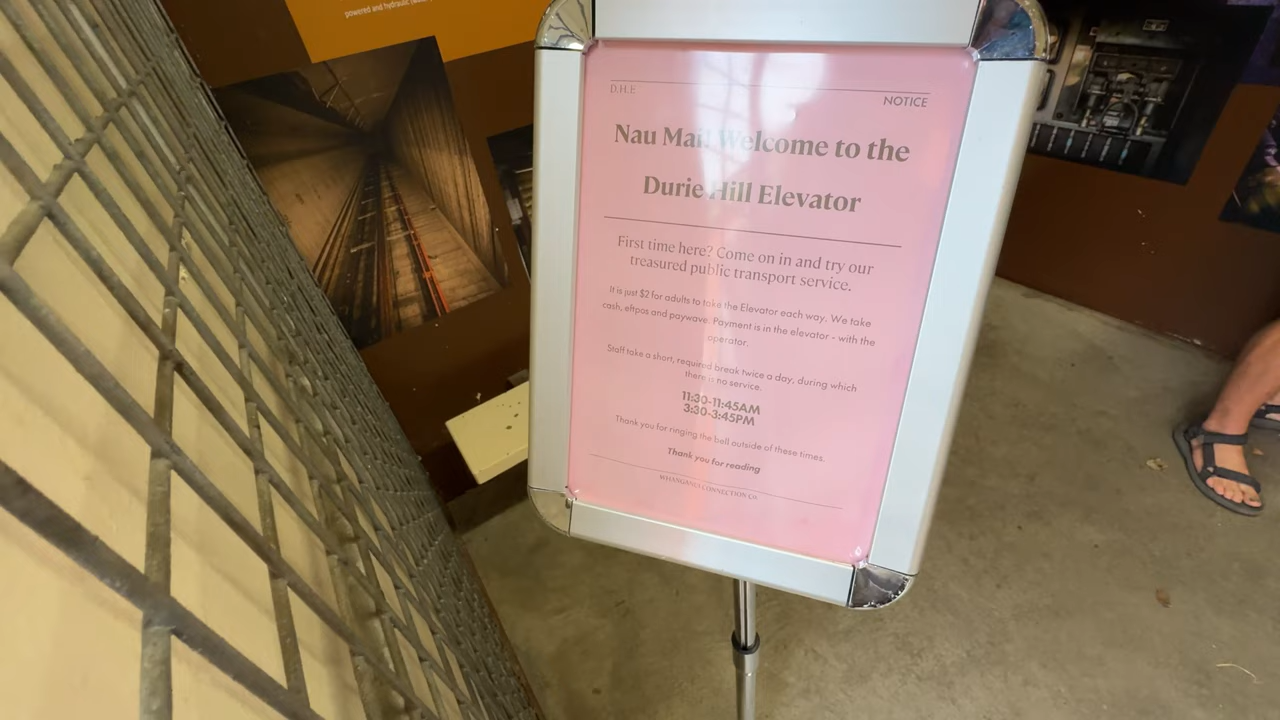 powered and hydraulic
D.H.E
NOTICE
Nau Mai! Welcome to the
Durie Hill Elevator
First time here? Come on in and try our
treasured public transport service.
It is just $2 for adults to take the Elevator each way. We take
cash, eftpos and paywave. Payment is in the elevator - with the
operator.
Staff take a short, required break twice a day, during which
there is no service.
11:30-11:45AM
3:30-3:45PM
Thank you for ringing the bell outside of these times.
Thank you for reading
WHANGANUI CONNECTION CO.